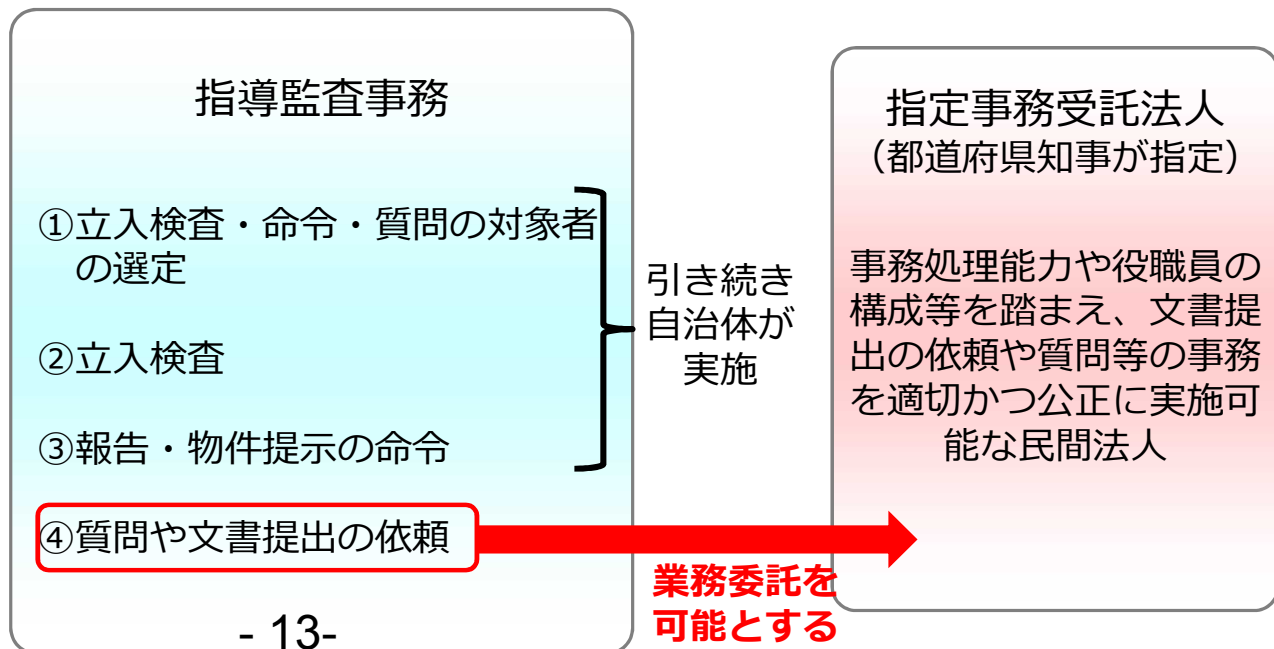 指導監査事務
①立入検査・命令・質問の対象者
の選定
②立入検査
③報告・物件提示の命令
④質問や文書提出の依頼
- 13-
引き続き
自治体が
実施
業務委託を
可能とする
指定事務受託法人
（都道府県知事が指定）
事務処理能力や役職員の
構成等を踏まえ、文書提
出の依頼や質問等の事務
を適切かつ公正に実施可
能な民間法人